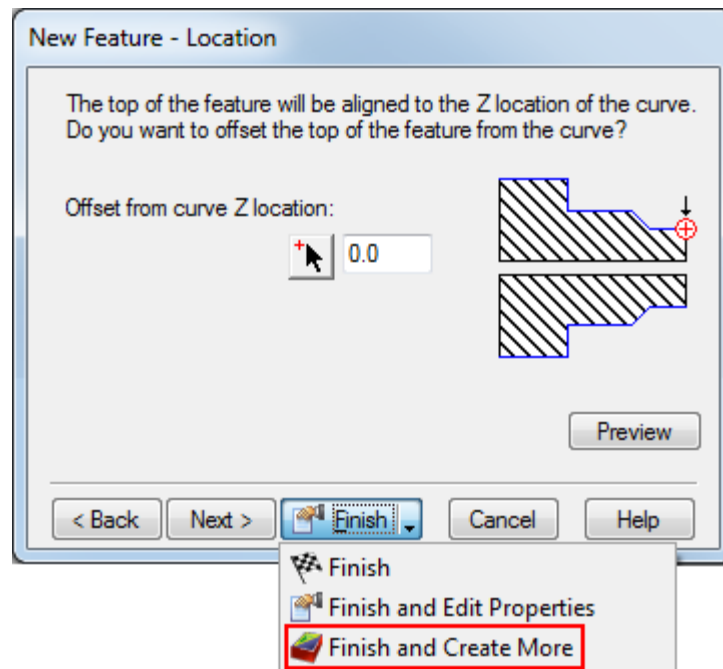 New Feature - Location
The top of the feature will be aligned to the Z location of the curve.
Do you want to offset the top of the feature from the curve?
Offset from curve Z location:
0.0
Preview
< Back
Next >
Finish
Cancel
Help
Finish
Finish and Edit Properties
Finish and Create More